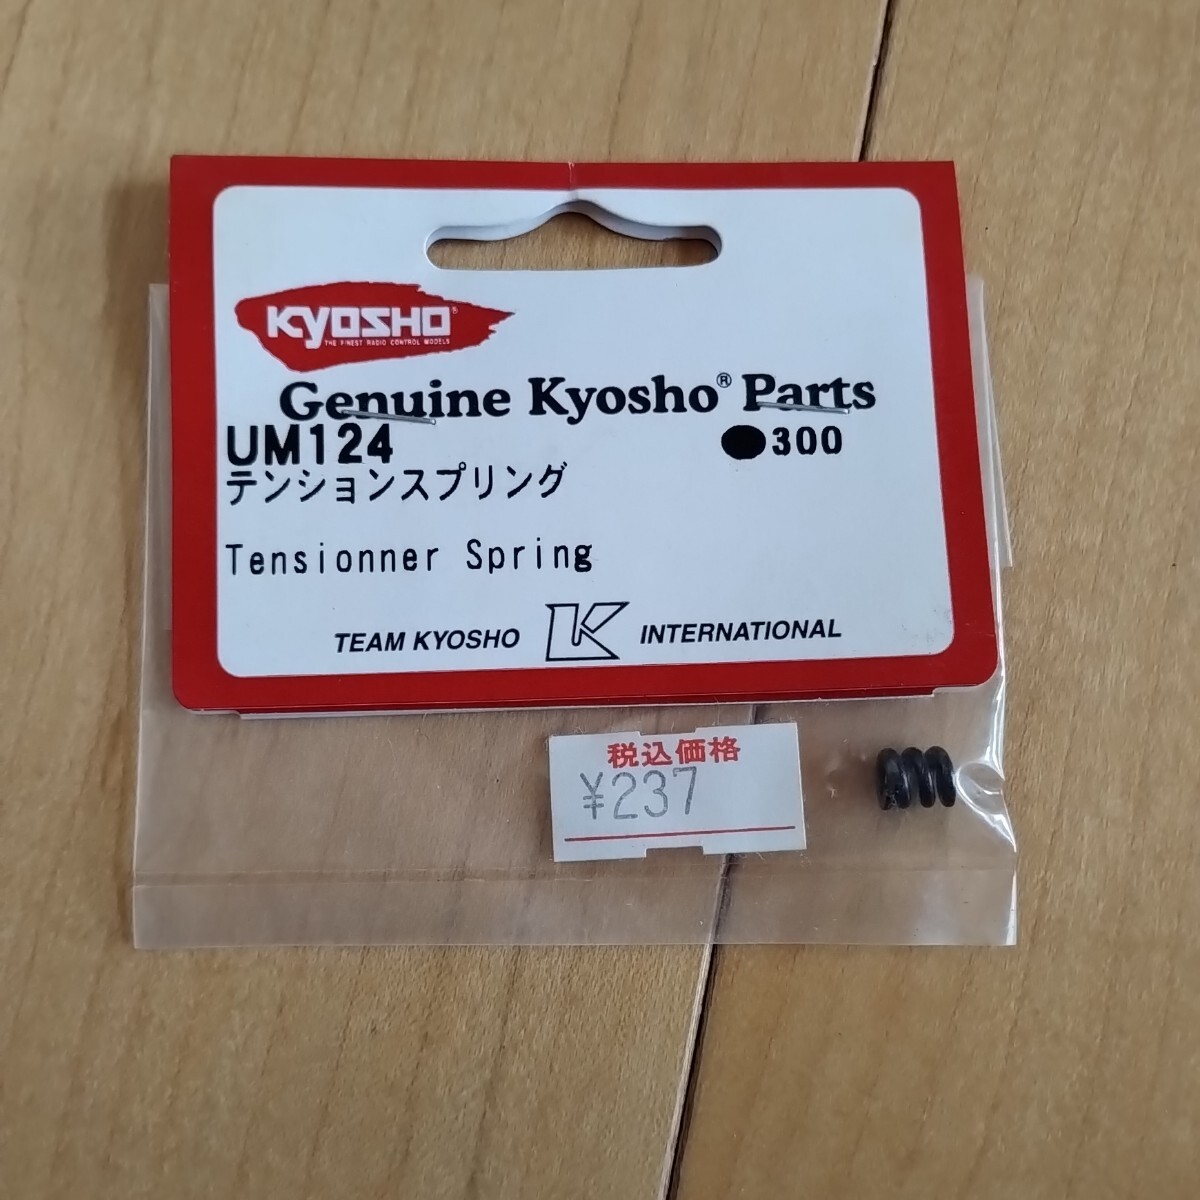 KYOSHO®
THE FINEST RADIO CONTROL MODELS
Genuine Kyosho® Parts
UM124 ●300
テンションスプリング
Tensionner Spring
TEAM KYOSHO K INTERNATIONAL
税込価格
¥237